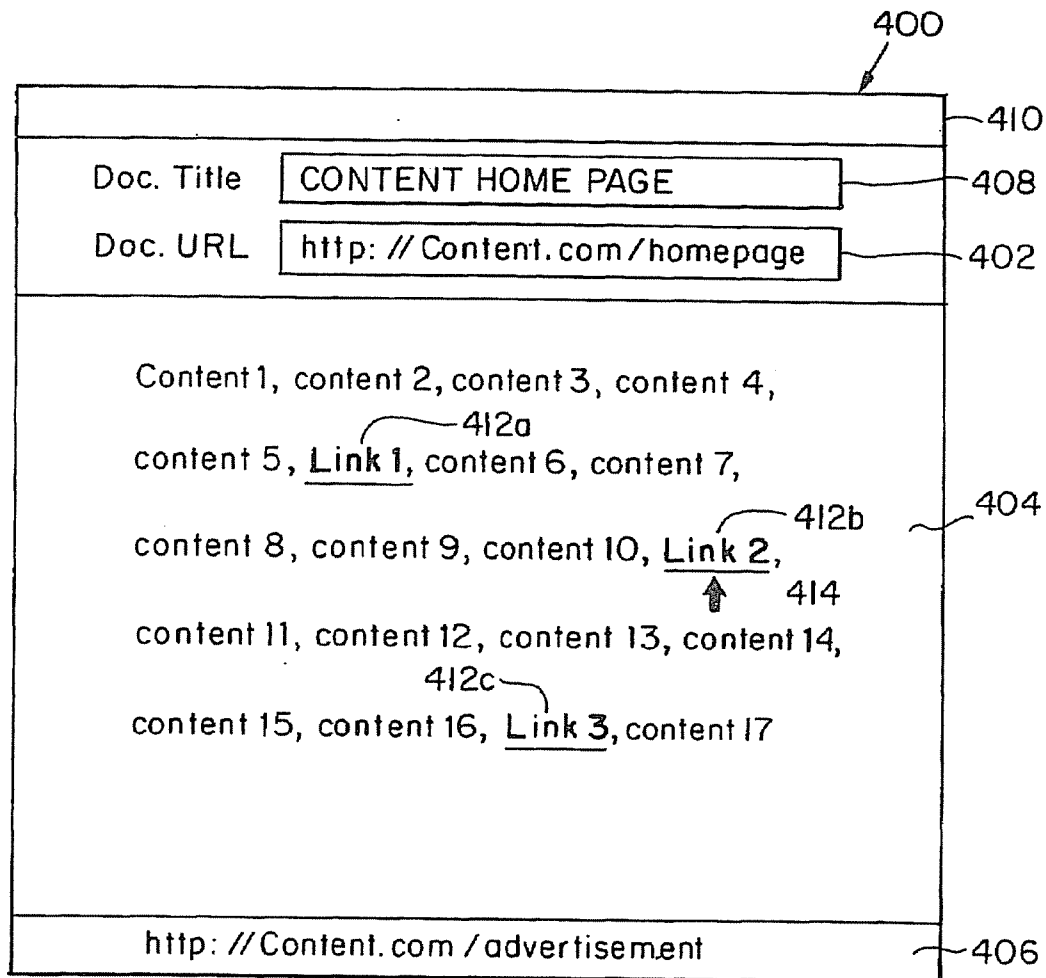 400
410
Doc. Title CONTENT HOME PAGE 408
Doc. URL http: // Content. com / homepage 402
Content 1, content 2, content 3, content 4,
412a
content 5, Link 1, content 6, content 7,
412b 404
content 8, content 9, content 10, Link 2,
414
content 11, content 12, content 13, content 14,
412c
content 15, content 16, Link 3, content 17
http: // Content. com / advertisement 406